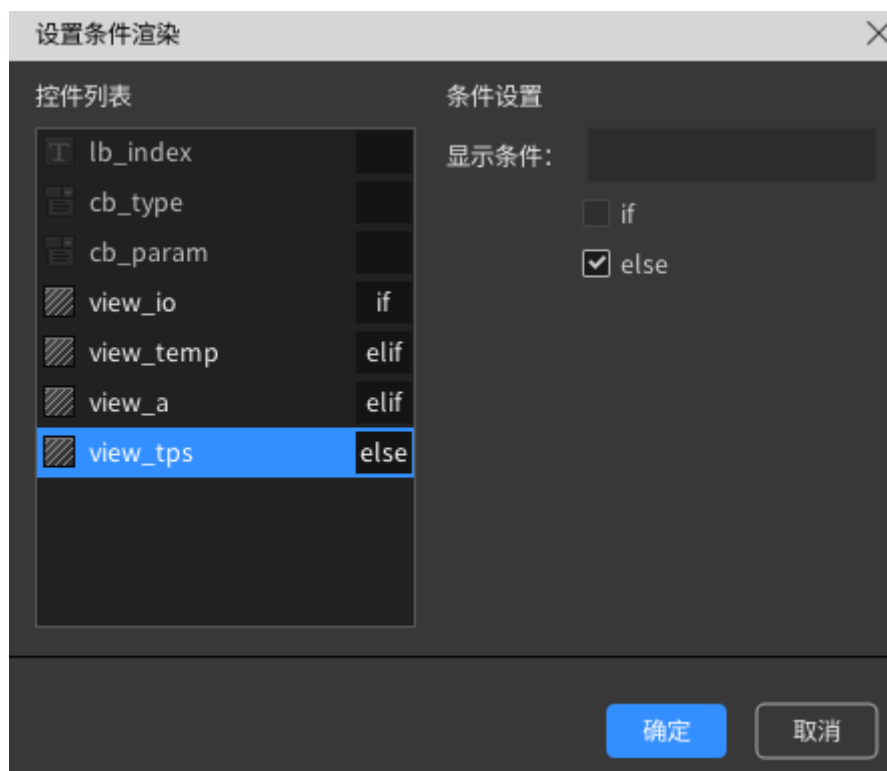 设置条件渲染
控件列表
lb_index
cb_type
cb_param
view_io if
view_temp elif
view_a elif
view_tps else
条件设置
显示条件:
if
else
确定
取消